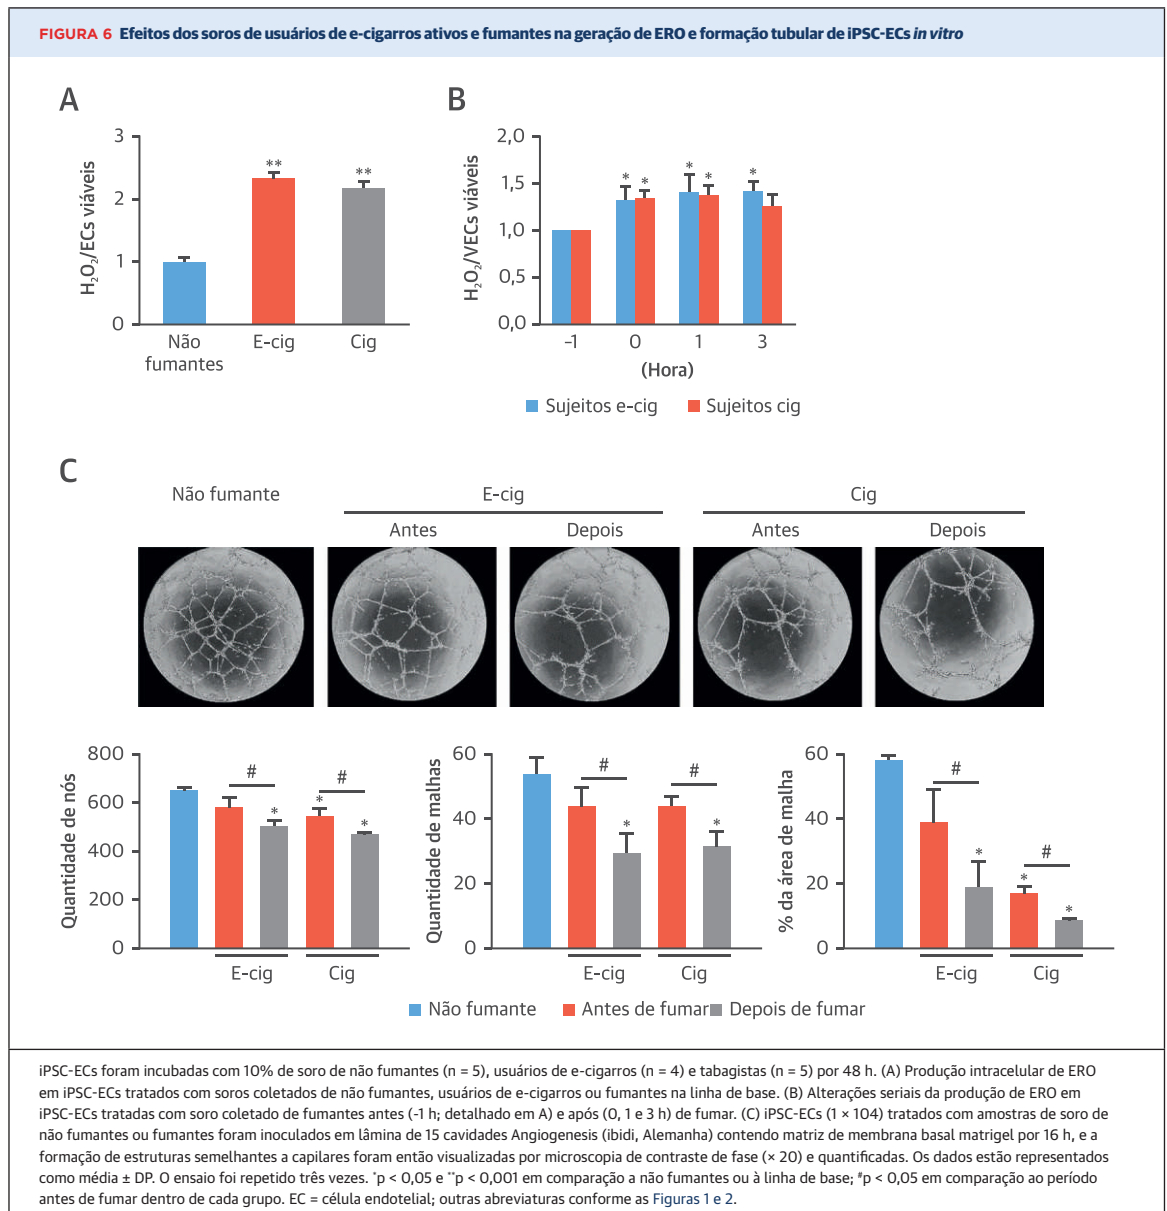 FIGURA 6 Efeitos dos soros de usuários de e-cigarros ativos e fumantes na geração de ERO e formação tubular de iPSC-ECs in vitro
A
H₂O₂/ECs viáveis
3
2
1
0
**
**
Não fumantes
E-cig
Cig
B
H₂O₂/VECs viáveis
2,0
1,5
1,0
0,5
0,0
* * * * *
-1 0 1 3
(Hora)
Sujeitos e-cig Sujeitos cig
C
Não fumante E-cig Cig
Antes Depois Antes Depois
Quantidade de nós
800
600
400
200
0
# #
* * *
E-cig Cig
Quantidade de malhas
60
40
20
0
# #
* *
E-cig Cig
% da área de malha
60
40
20
0
# #
* * *
E-cig Cig
Não fumante Antes de fumar Depois de fumar
iPSC-ECs foram incubadas com 10% de soro de não fumantes (n = 5), usuários de e-cigarros (n = 4) e tabagistas (n = 5) por 48 h. (A) Produção intracelular de ERO
em iPSC-ECs tratados com soros coletados de não fumantes, usuários de e-cigarros ou fumantes na linha de base. (B) Alterações seriais da produção de ERO em
iPSC-ECs tratadas com soro coletado de fumantes antes (-1 h; detalhado em A) e após (0, 1 e 3 h) de fumar. (C) iPSC-ECs (1 × 104) tratados com amostras de soro de
não fumantes ou fumantes foram inoculados em lâmina de 15 cavidades Angiogenesis (ibidi, Alemanha) contendo matriz de membrana basal matrigel por 16 h, e a
formação de estruturas semelhantes a capilares foram então visualizadas por microscopia de contraste de fase (× 20) e quantificadas. Os dados estão representados
como média ± DP. O ensaio foi repetido três vezes. *p < 0,05 e **p < 0,001 em comparação a não fumantes ou à linha de base; #p < 0,05 em comparação ao período
antes de fumar dentro de cada grupo. EC = célula endotelial; outras abreviaturas conforme as Figuras 1 e 2.